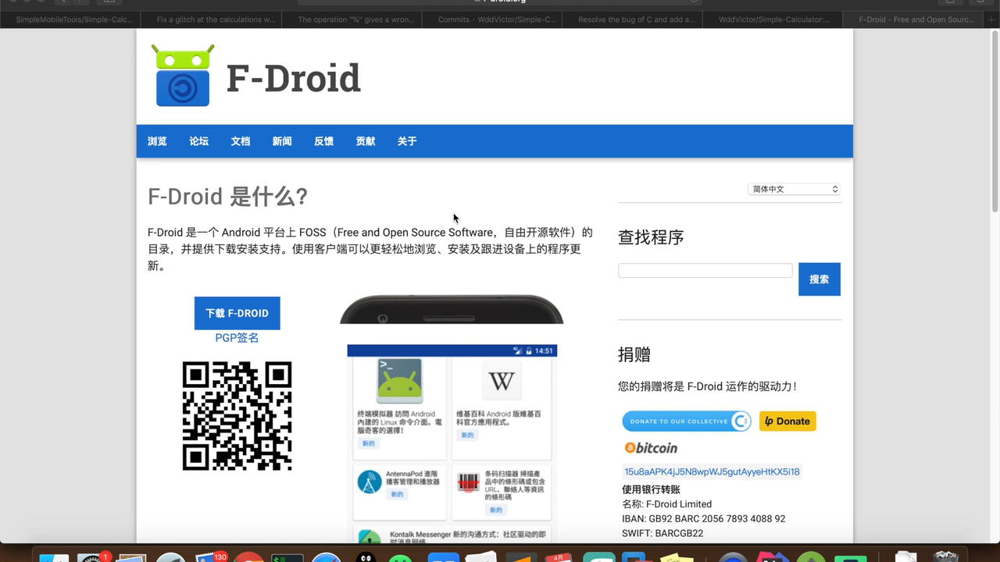 f-droid.org
SimpleMobileTools/Simple-Calc...
Fix a glitch at the calculations w...
The operation "%" gives a wron...
Commits · WddVictor/Simple-C...
Resolve the bug of C and add a...
WddVictor/Simple-Calculator:...
F-Droid - Free and Open Sourc...
F-Droid
浏览
论坛
文档
新闻
反馈
贡献
关于
F-Droid 是什么?
F-Droid 是一个 Android 平台上 FOSS（Free and Open Source Software，自由开源软件）的
目录，并提供下载安装支持。使用客户端可以更轻松地浏览、安装及跟进设备上的程序更
新。
下载 F-DROID
PGP签名
14:51
>_
终端模拟器 訪問 Android
內建的 Linux 命令介面。電
腦奇客的選擇！
新的
W
维基百科 Android 版维基百
科官方應用程式。
新的
AntennaPod 進階
播客管理和播放器
新的
条码扫描器 掃描產
品中的條形碼或包含
URL、聯絡人等資訊
的條形碼
新的
Kontalk Messenger 新的沟通方式：社区驱动的即
时消息网络
简体中文
查找程序
搜索
捐赠
您的捐赠将是 F-Droid 运作的驱动力！
DONATE TO OUR COLLECTIVE
lp Donate
bitcoin
15u8aAPK4jJ5N8wpWJ5gutAyyeHtKX5i18
使用银行转账
名称: F-Droid Limited
IBAN: GB92 BARC 2056 7893 4088 92
SWIFT: BARCGB22
1
130
4月